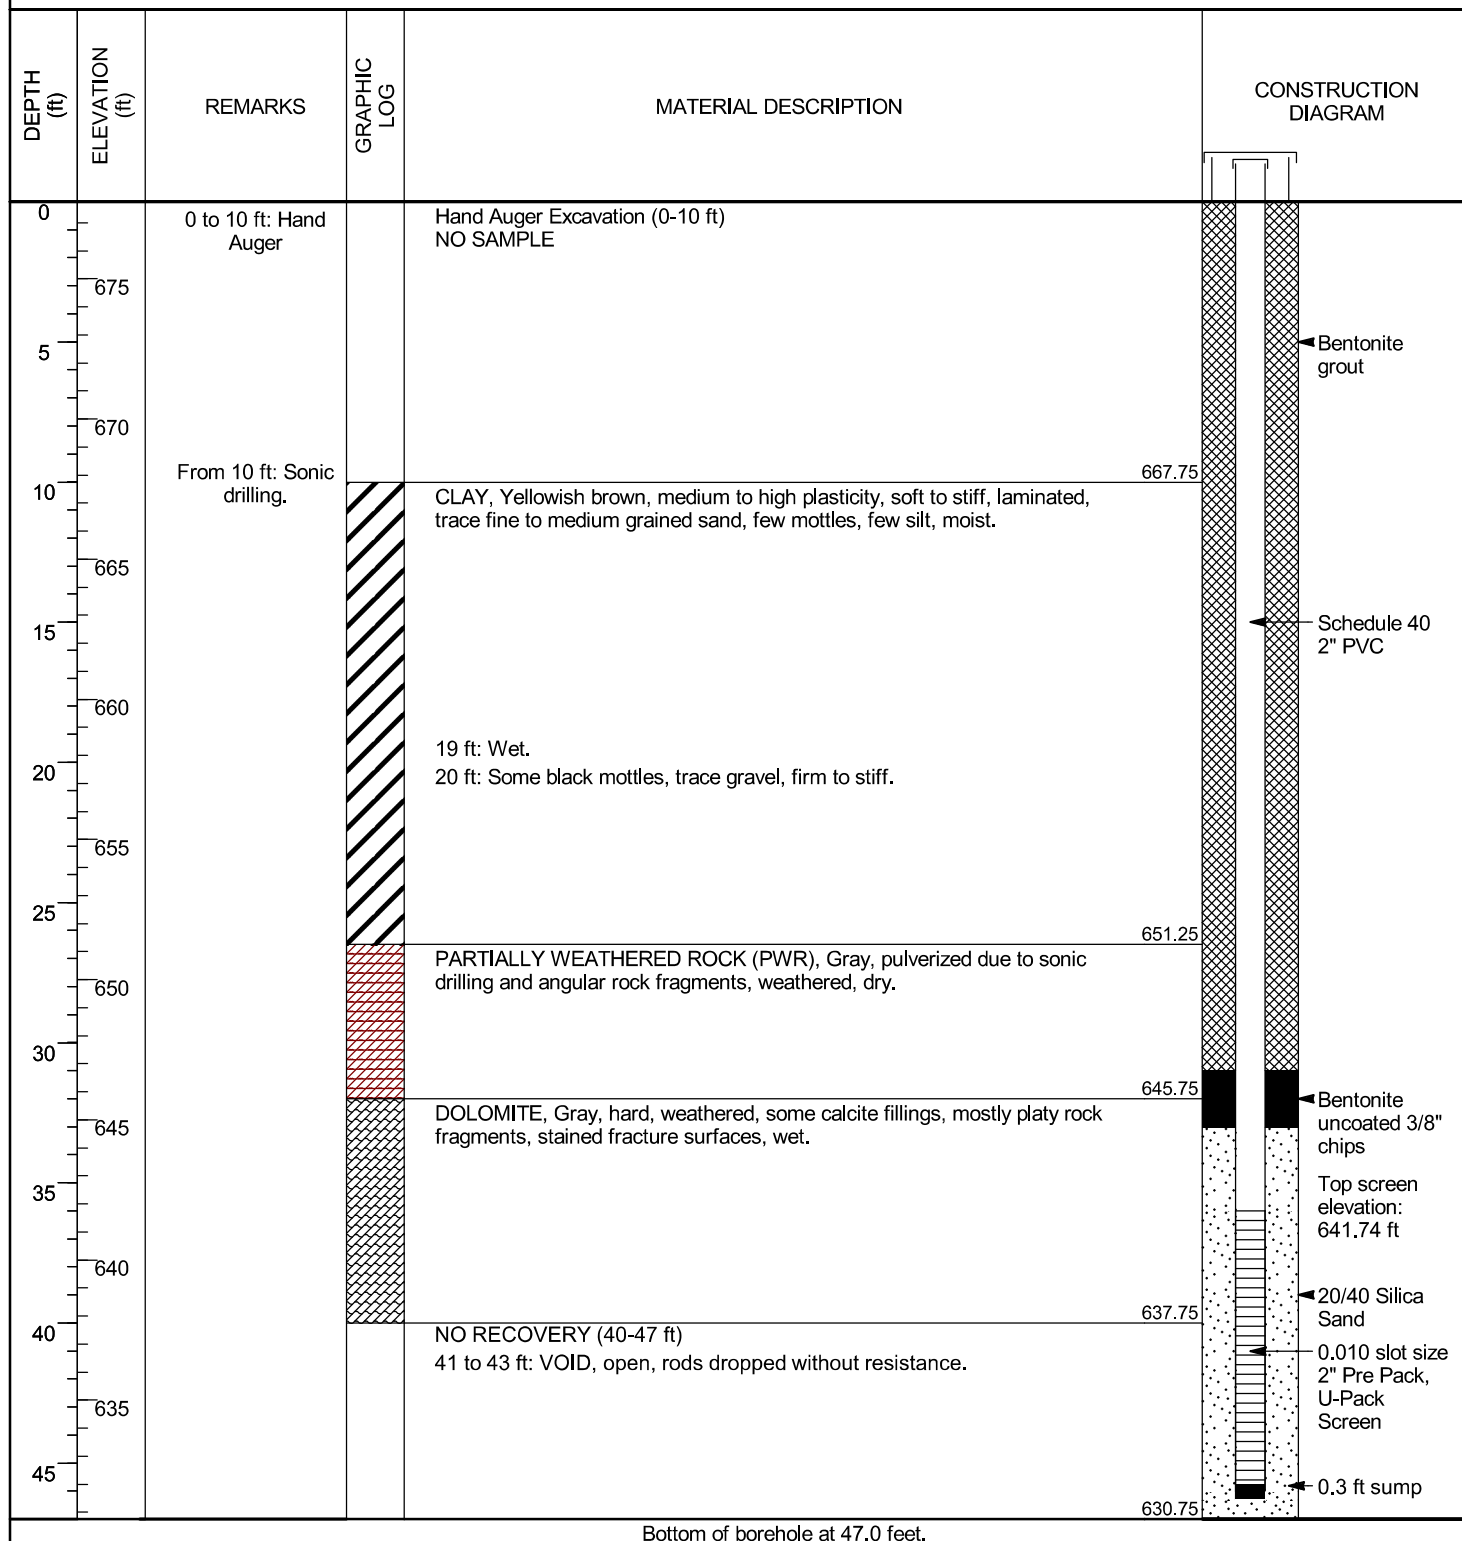 DEPTH
(ft)
ELEVATION
(ft)
REMARKS
GRAPHIC
LOG
MATERIAL DESCRIPTION
CONSTRUCTION
DIAGRAM
0
0 to 10 ft: Hand
Auger
Hand Auger Excavation (0-10 ft)
NO SAMPLE
675
5
Bentonite
grout
670
From 10 ft: Sonic
drilling.
667.75
10
CLAY, Yellowish brown, medium to high plasticity, soft to stiff, laminated,
trace fine to medium grained sand, few mottles, few silt, moist.
665
15
Schedule 40
2" PVC
660
19 ft: Wet.
20
20 ft: Some black mottles, trace gravel, firm to stiff.
655
25
651.25
PARTIALLY WEATHERED ROCK (PWR), Gray, pulverized due to sonic
drilling and angular rock fragments, weathered, dry.
650
30
645.75
DOLOMITE, Gray, hard, weathered, some calcite fillings, mostly platy rock
fragments, stained fracture surfaces, wet.
645
Bentonite
uncoated 3/8"
chips
35
Top screen
elevation:
641.74 ft
640
20/40 Silica
Sand
637.75
40
NO RECOVERY (40-47 ft)
41 to 43 ft: VOID, open, rods dropped without resistance.
0.010 slot size
2" Pre Pack,
U-Pack
Screen
635
45
0.3 ft sump
630.75
Bottom of borehole at 47.0 feet.